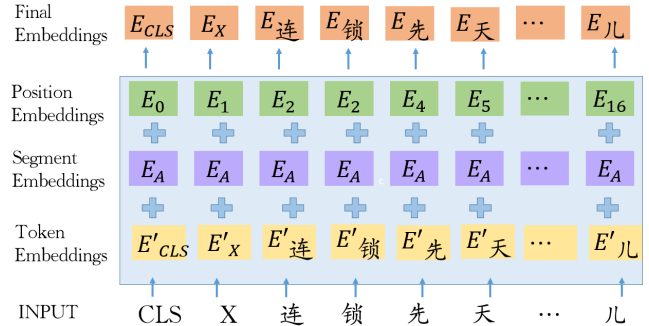 Final Embeddings E_CLS E_X E_连 E_锁 E_先 E_天 ... E_儿
Position Embeddings E_0 E_1 E_2 E_2 E_4 E_5 ... E_16
Segment Embeddings E_A E_A E_A E_A E_A E_A ... E_A
Token Embeddings E'_CLS E'_X E'_连 E'_锁 E'_先 E'_天 ... E'_儿
INPUT CLS X 连 锁 先 天 ... 儿